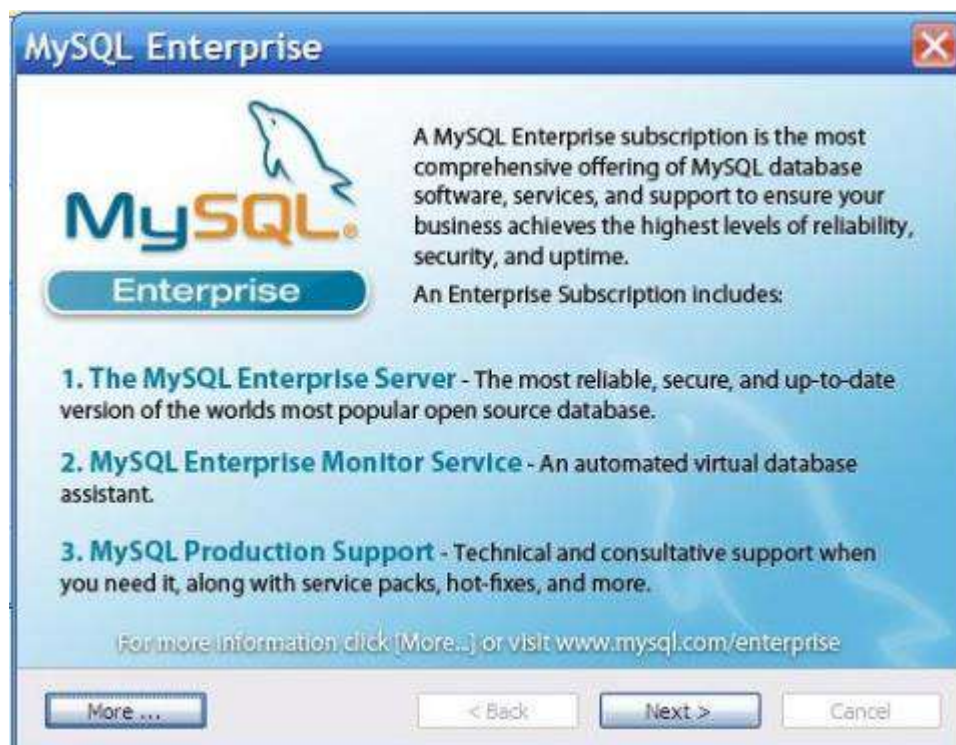 MySQL Enterprise
A MySQL Enterprise subscription is the most
comprehensive offering of MySQL database
software, services, and support to ensure your
business achieves the highest levels of reliability,
security, and uptime.
MySQL®
Enterprise
An Enterprise Subscription includes:
1. The MySQL Enterprise Server - The most reliable, secure, and up-to-date
version of the worlds most popular open source database.
2. MySQL Enterprise Monitor Service - An automated virtual database
assistant.
3. MySQL Production Support - Technical and consultative support when
you need it, along with service packs, hot-fixes, and more.
For more information click [More...] or visit www.mysql.com/enterprise
More ...
< Back
Next >
Cancel